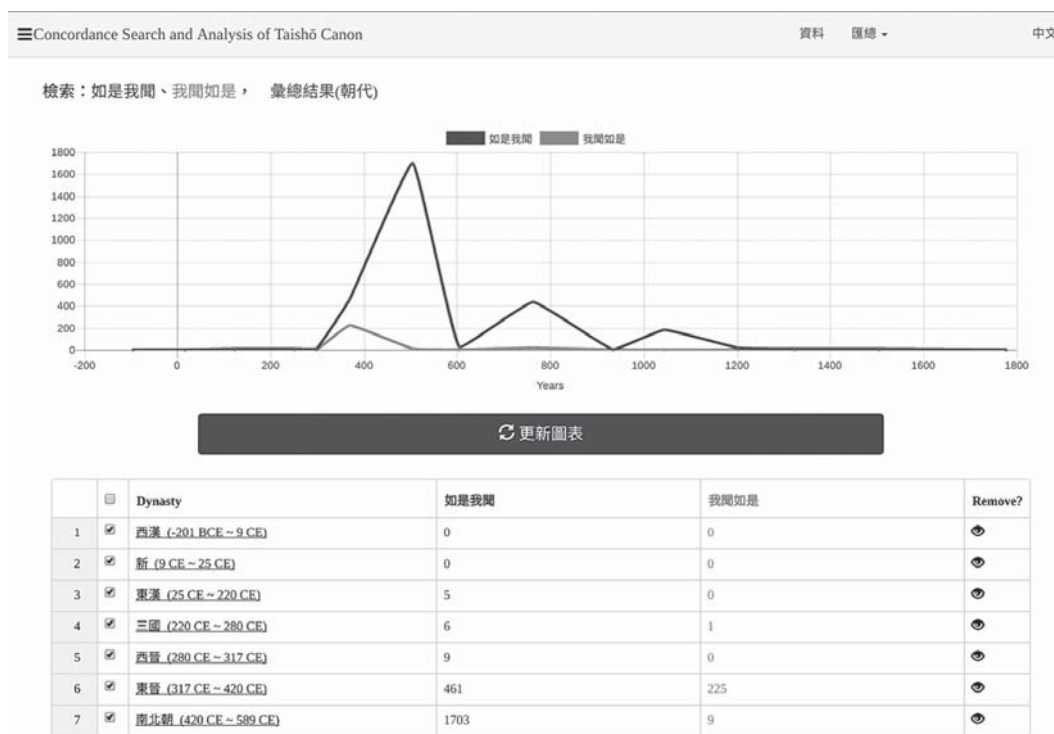 Concordance Search and Analysis of Taishō Canon 資料 匯總 中文
檢索：如是我聞、我聞如是， 彙總結果(朝代)
如是我聞 我聞如是
1800
1600
1400
1200
1000
800
600
400
200
0
-200 0 200 400 600 800 1000 1200 1400 1600 1800
Years
更新圖表
Dynasty 如是我聞 我聞如是 Remove?
1 西漢 (-201 BCE ~ 9 CE) 0 0
2 新 (9 CE ~ 25 CE) 0 0
3 東漢 (25 CE ~ 220 CE) 5 0
4 三國 (220 CE ~ 280 CE) 6 1
5 西晉 (280 CE ~ 317 CE) 9 0
6 東晉 (317 CE ~ 420 CE) 461 225
7 南北朝 (420 CE ~ 589 CE) 1703 9